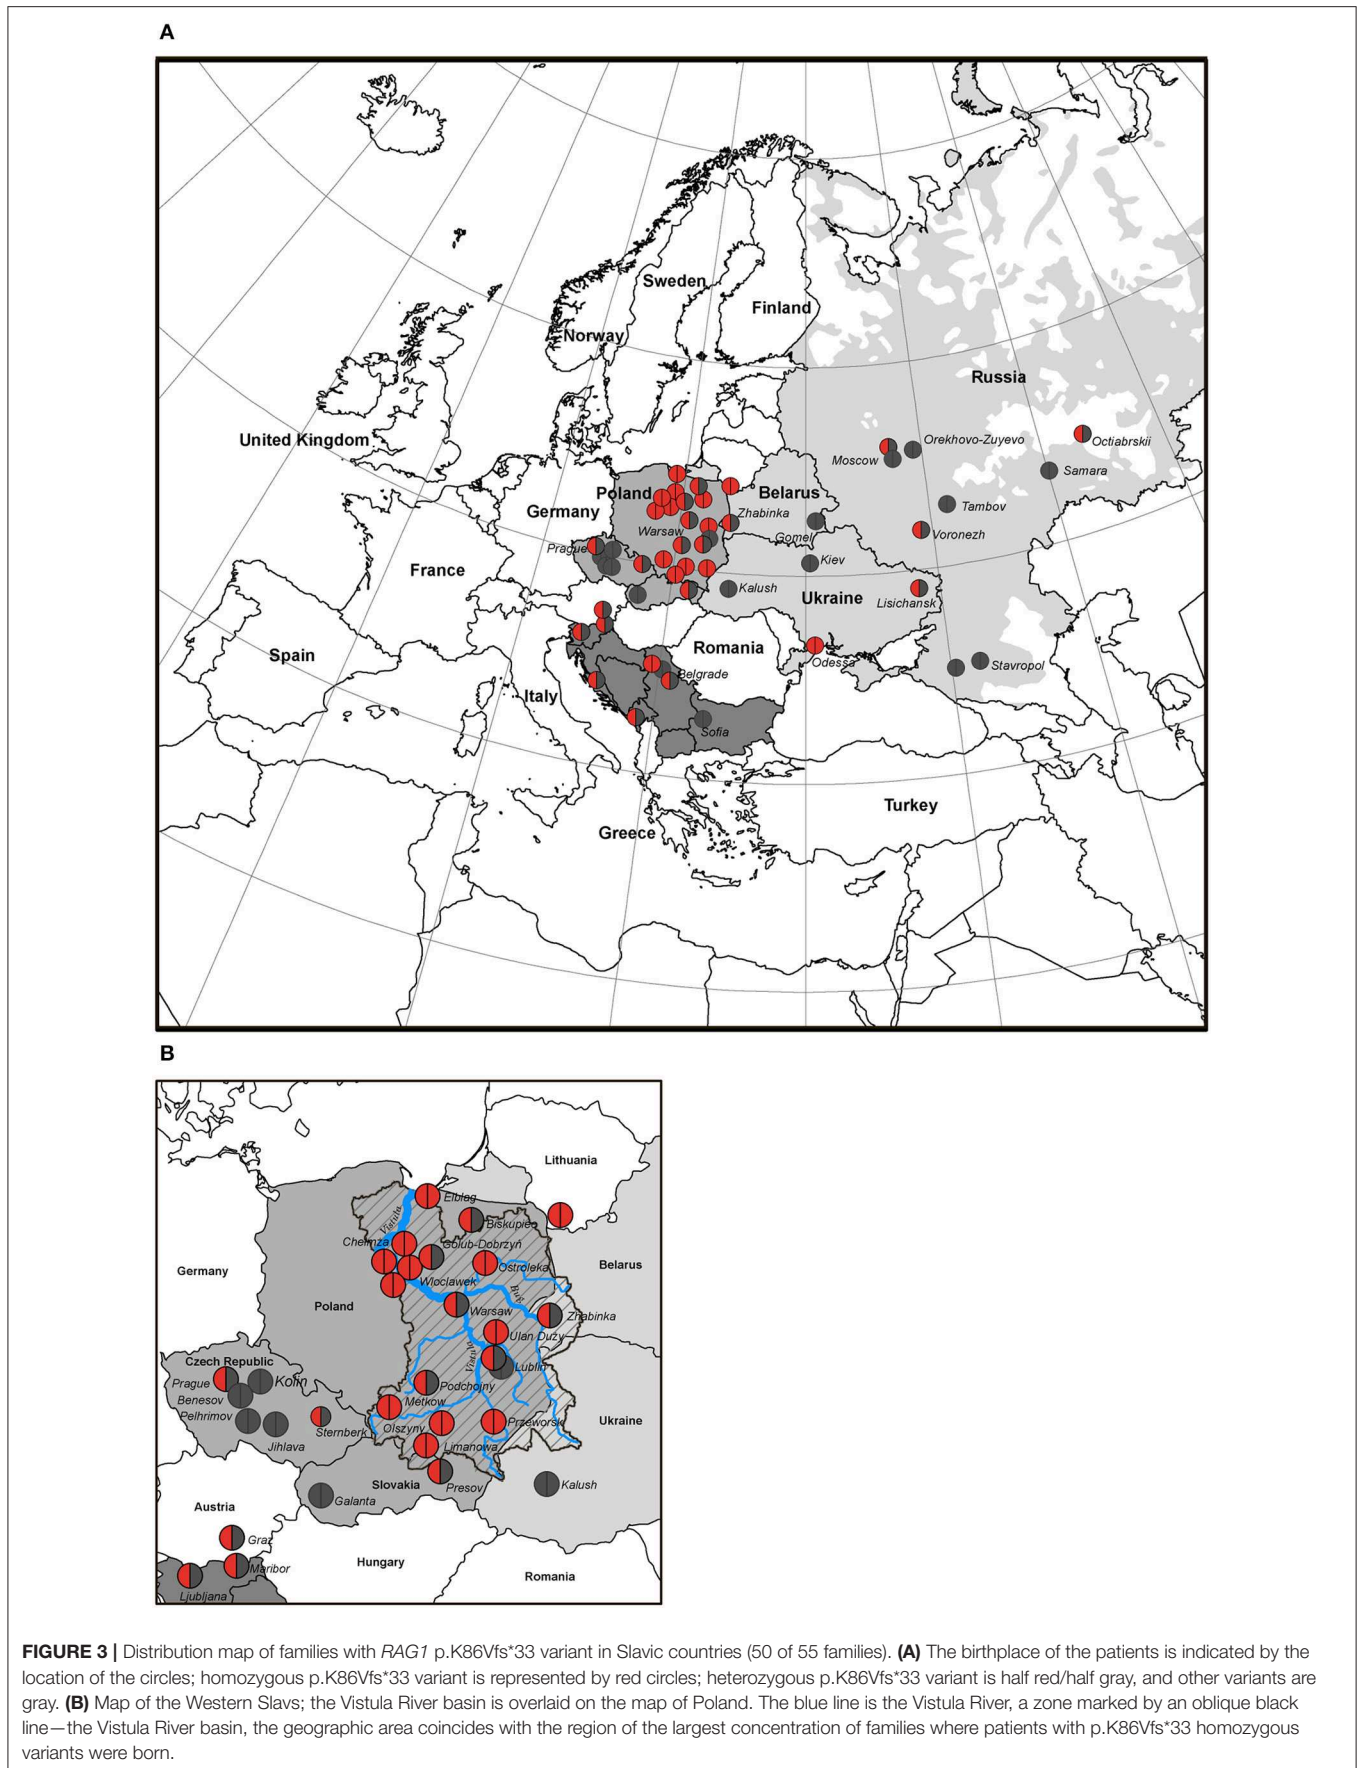 A
Sweden
Finland
Norway
Russia
United Kingdom
Orekhovo-Zuyevo
Octiabrskii
Moscow
Samara
Poland
Belarus
Germany
Zhabinka
Tambov
Warsaw
Gomel
Voronezh
Prague
Kiev
France
Kalush
Ukraine
Lisichansk
Romania
Spain
Odessa
Stavropol
Belgrade
Italy
Sofia
Turkey
Greece
B
Lithuania
Elblag
Vistula
Biskupiec
Chelmza
Golub-Dobrzyń
Ostroleka
Belarus
Germany
Wloclawek
Bug
Poland
Warsaw
Zhabinka
Ulan Duży
Vistula
Czech Republic
Lublin
Prague
Kolin
Podchojny
Benesov
Metkow
Pelhrimov
Olszyny
Przeworsk
Ukraine
Sternberk
Jihlava
Limanowa
Slovakia
Presov
Kalush
Galanta
Austria
Graz
Hungary
Maribor
Romania
Ljubljana
FIGURE 3 | Distribution map of families with RAG1 p.K86Vfs*33 variant in Slavic countries (50 of 55 families). (A) The birthplace of the patients is indicated by the
location of the circles; homozygous p.K86Vfs*33 variant is represented by red circles; heterozygous p.K86Vfs*33 variant is half red/half gray, and other variants are
gray. (B) Map of the Western Slavs; the Vistula River basin is overlaid on the map of Poland. The blue line is the Vistula River, a zone marked by an oblique black
line—the Vistula River basin, the geographic area coincides with the region of the largest concentration of families where patients with p.K86Vfs*33 homozygous
variants were born.